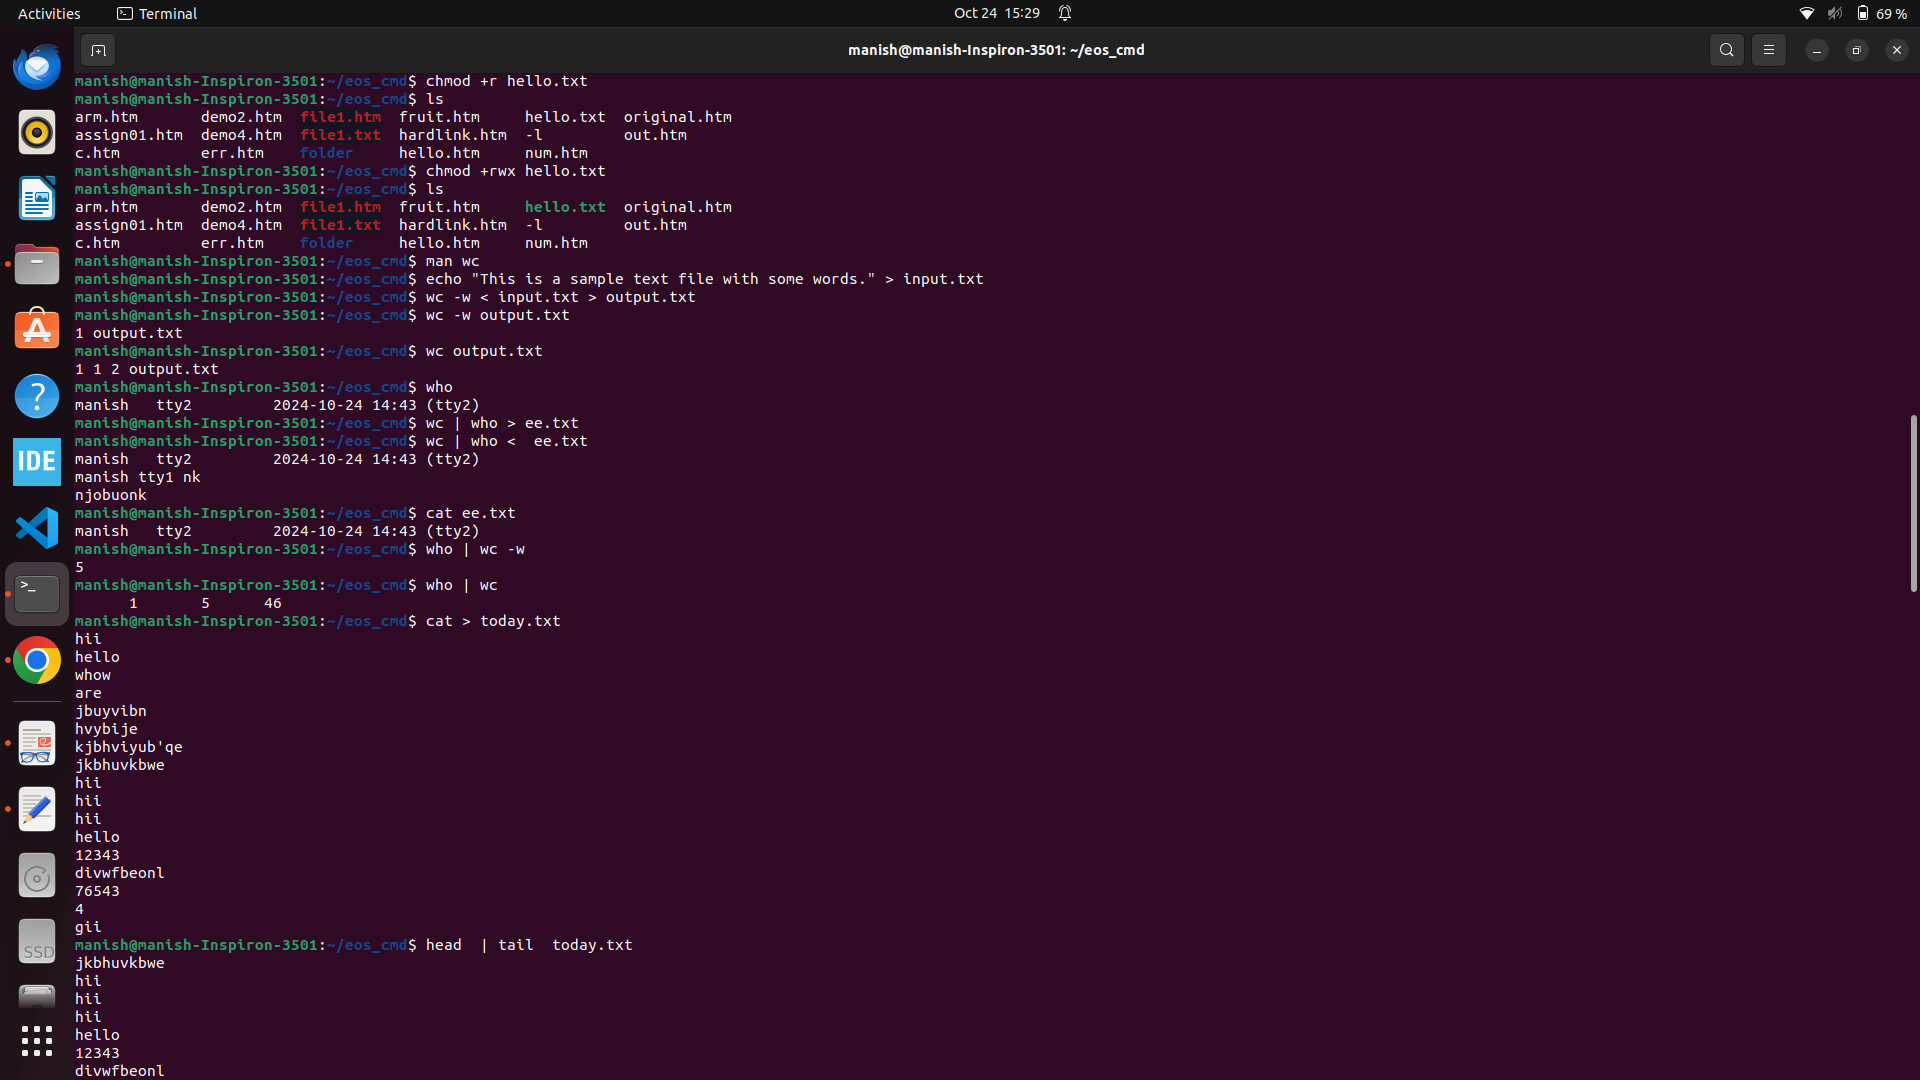 Activities Terminal Oct 24 15:29 69 %
manish@manish-Inspiron-3501: ~/eos_cmd
manish@manish-Inspiron-3501:~/eos_cmd$ chmod +r hello.txt
manish@manish-Inspiron-3501:~/eos_cmd$ ls
arm.htm       demo2.htm  file1.htm  fruit.htm     hello.txt  original.htm
assign01.htm  demo4.htm  file1.txt  hardlink.htm  -l         out.htm
c.htm         err.htm    folder     hello.htm     num.htm
manish@manish-Inspiron-3501:~/eos_cmd$ chmod +rwx hello.txt
manish@manish-Inspiron-3501:~/eos_cmd$ ls
arm.htm       demo2.htm  file1.htm  fruit.htm     hello.txt  original.htm
assign01.htm  demo4.htm  file1.txt  hardlink.htm  -l         out.htm
c.htm         err.htm    folder     hello.htm     num.htm
manish@manish-Inspiron-3501:~/eos_cmd$ man wc
manish@manish-Inspiron-3501:~/eos_cmd$ echo "This is a sample text file with some words." > input.txt
manish@manish-Inspiron-3501:~/eos_cmd$ wc -w < input.txt > output.txt
manish@manish-Inspiron-3501:~/eos_cmd$ wc -w output.txt
1 output.txt
manish@manish-Inspiron-3501:~/eos_cmd$ wc output.txt
1 1 2 output.txt
manish@manish-Inspiron-3501:~/eos_cmd$ who
manish   tty2         2024-10-24 14:43 (tty2)
manish@manish-Inspiron-3501:~/eos_cmd$ wc | who > ee.txt
manish@manish-Inspiron-3501:~/eos_cmd$ wc | who <  ee.txt
manish   tty2         2024-10-24 14:43 (tty2)
manish tty1 nk
njobuonk
manish@manish-Inspiron-3501:~/eos_cmd$ cat ee.txt
manish   tty2         2024-10-24 14:43 (tty2)
manish@manish-Inspiron-3501:~/eos_cmd$ who | wc -w
5
manish@manish-Inspiron-3501:~/eos_cmd$ who | wc
      1       5      46
manish@manish-Inspiron-3501:~/eos_cmd$ cat > today.txt
hii
hello
whow
are
jbuyvibn
hvybije
kjbhviyub'qe
jkbhuvkbwe
hii
hii
hii
hello
12343
divwfbeonl
76543
4
gii
manish@manish-Inspiron-3501:~/eos_cmd$ head  | tail  today.txt
jkbhuvkbwe
hii
hii
hii
hello
12343
divwfbeonl
IDE
SSD